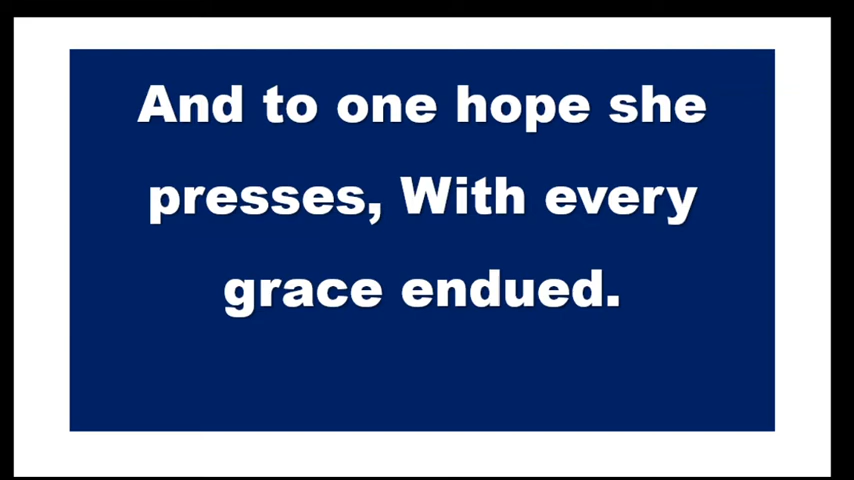 And to one hope she
presses, With every
grace endued.